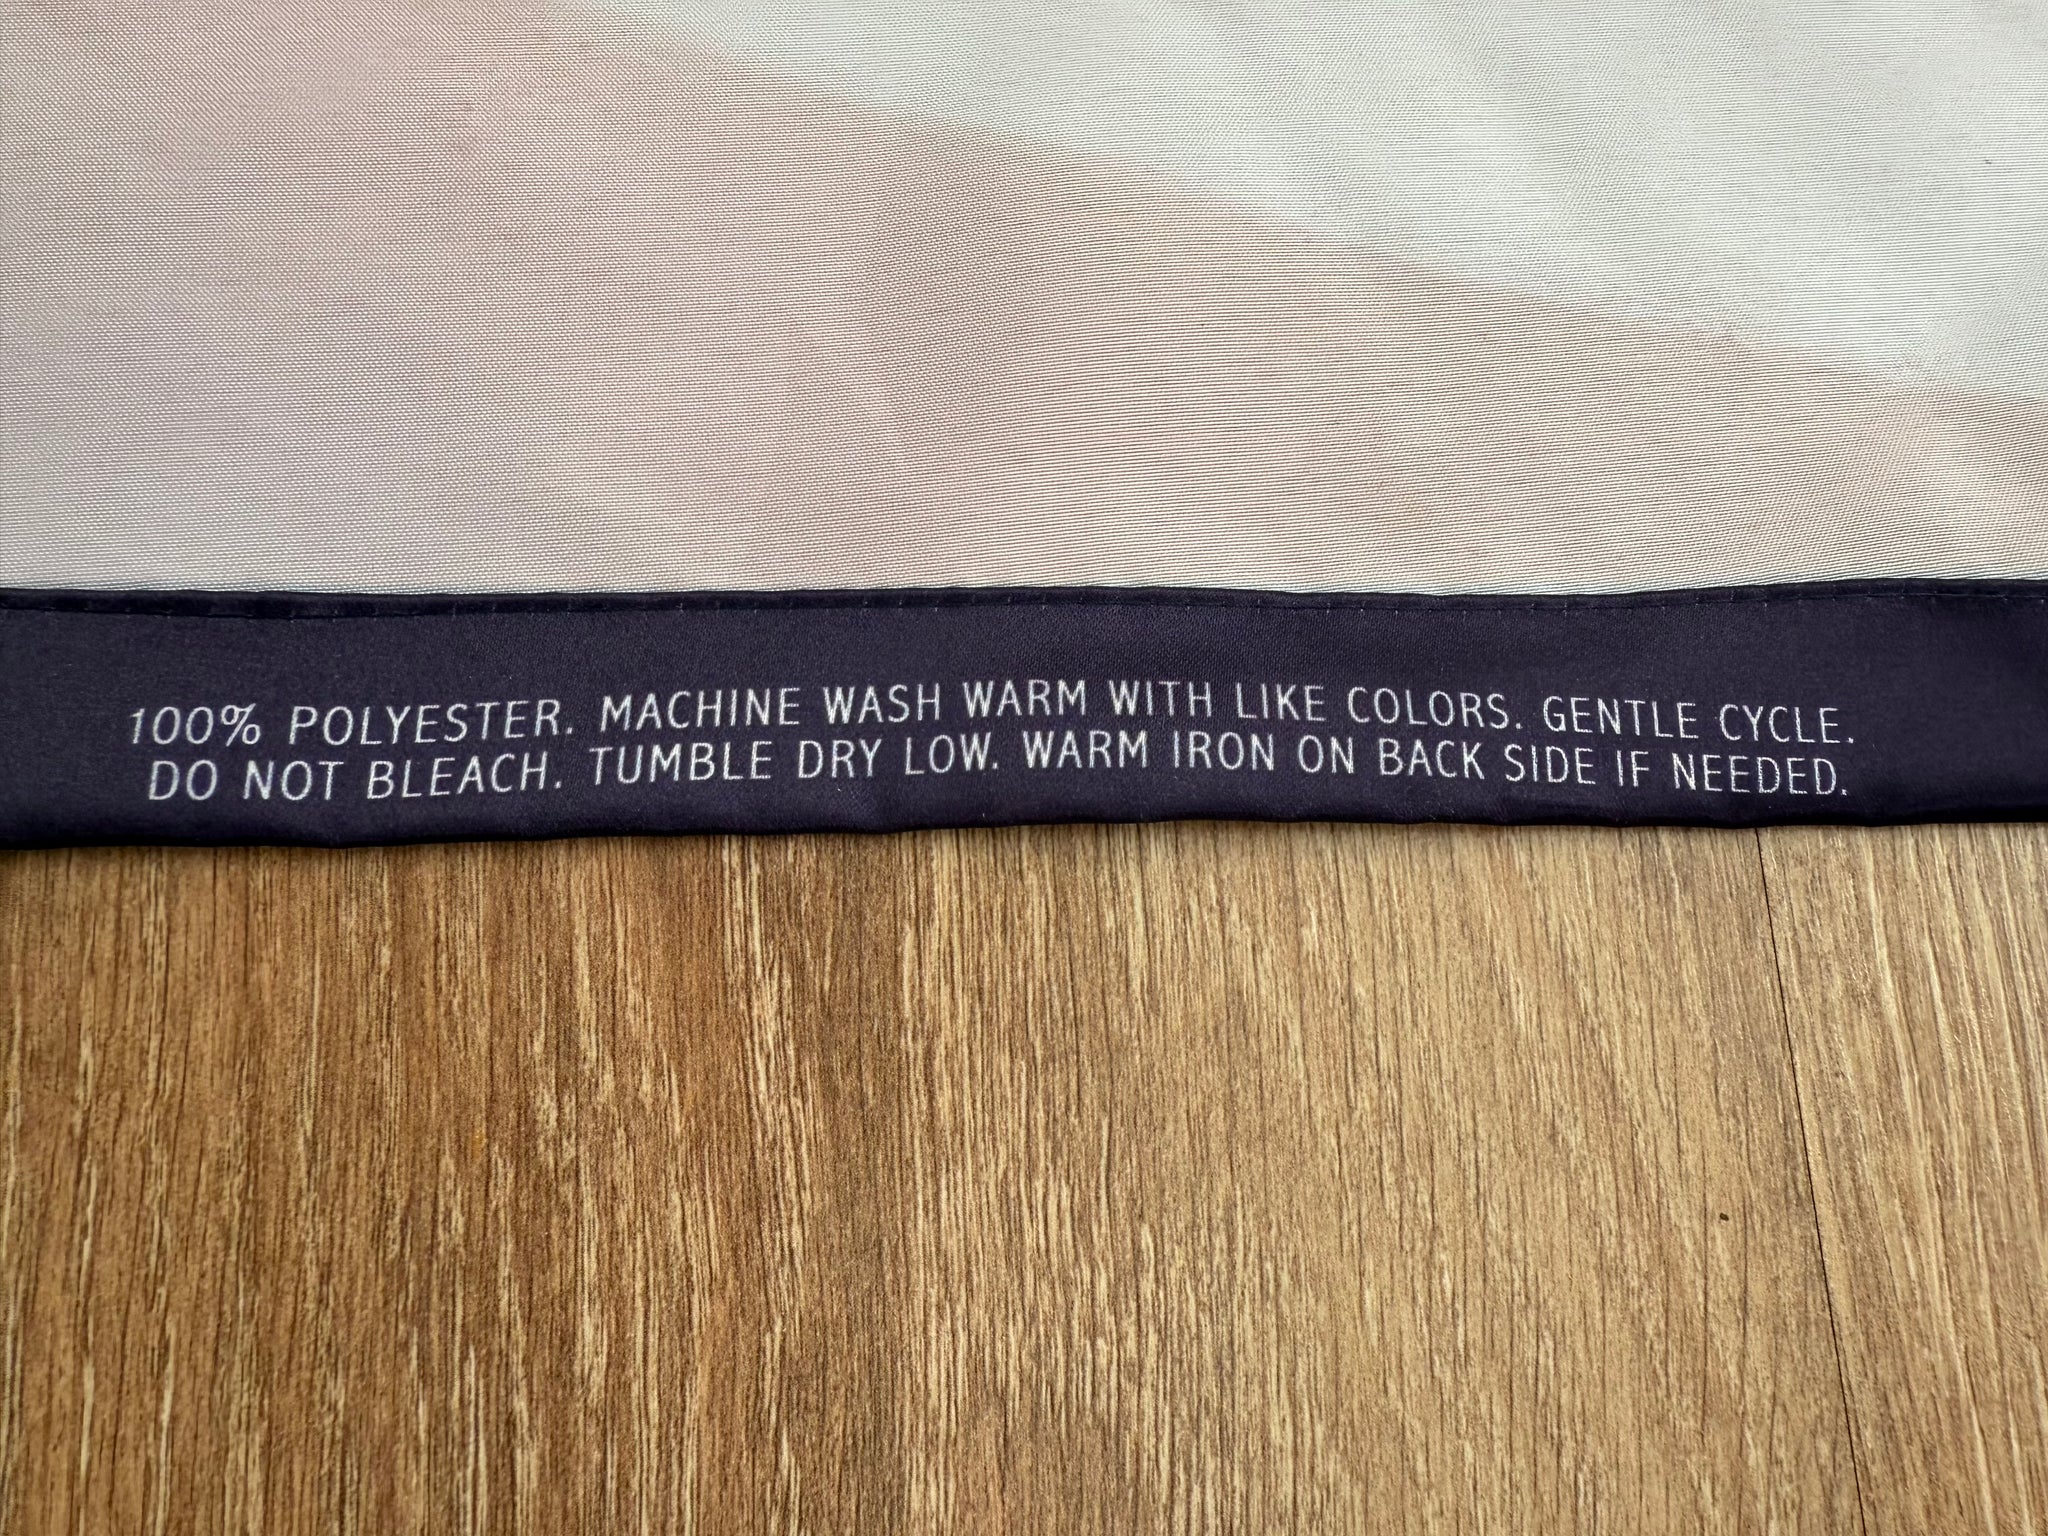 100% POLYESTER. MACHINE WASH WARM WITH LIKE COLORS. GENTLE CYCLE.
DO NOT BLEACH. TUMBLE DRY LOW. WARM IRON ON BACK SIDE IF NEEDED.